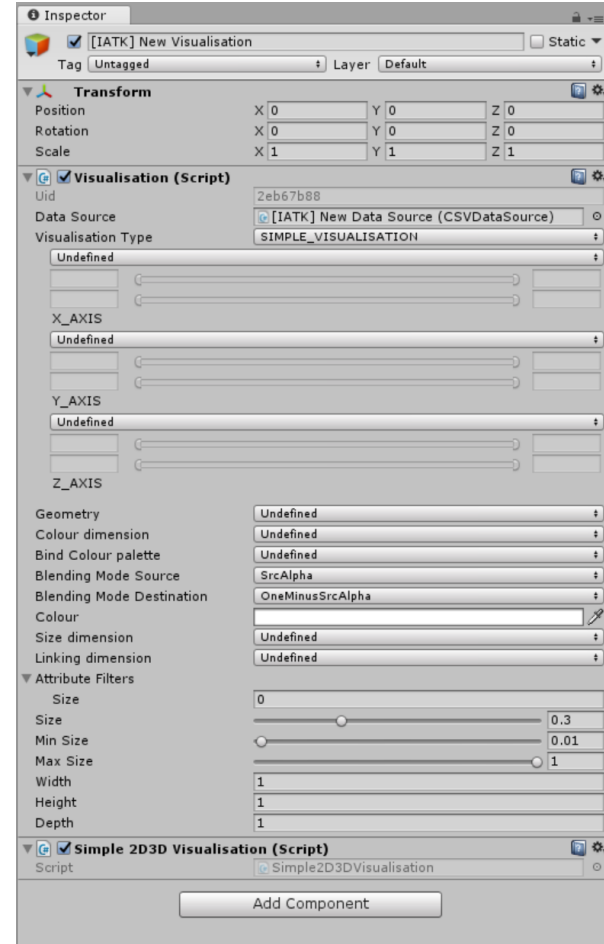 Inspector
[IATK] New Visualisation Static
Tag Untagged Layer Default
Transform
Position X 0 Y 0 Z 0
Rotation X 0 Y 0 Z 0
Scale X 1 Y 1 Z 1
Visualisation (Script)
Uid 2eb67b88
Data Source [IATK] New Data Source (CSVDataSource)
Visualisation Type SIMPLE_VISUALISATION
Undefined
X_AXIS
Undefined
Y_AXIS
Undefined
Z_AXIS
Geometry Undefined
Colour dimension Undefined
Bind Colour palette Undefined
Blending Mode Source SrcAlpha
Blending Mode Destination OneMinusSrcAlpha
Colour
Size dimension Undefined
Linking dimension Undefined
Attribute Filters
Size 0
Size 0.3
Min Size 0.01
Max Size 1
Width 1
Height 1
Depth 1
Simple 2D3D Visualisation (Script)
Script Simple2D3DVisualisation
Add Component